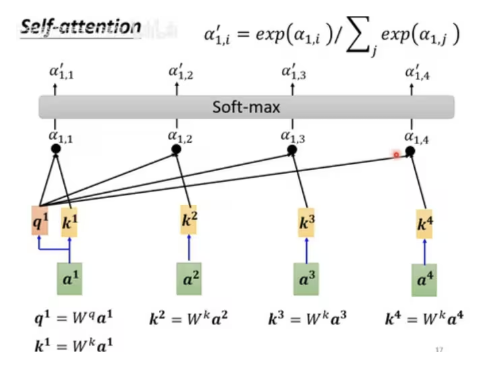 Self-attention
α′₁,ᵢ = exp(α₁,ᵢ) / ∑ⱼ exp(α₁,ⱼ)
α′₁,₁ α′₁,₂ α′₁,₃ α′₁,₄
Soft-max
α₁,₁ α₁,₂ α₁,₃ α₁,₄
q¹ k¹ k² k³ k⁴
a¹ a² a³ a⁴
q¹ = Wᵠa¹ k² = Wᵏa² k³ = Wᵏa³ k⁴ = Wᵏa⁴
k¹ = Wᵏa¹
17